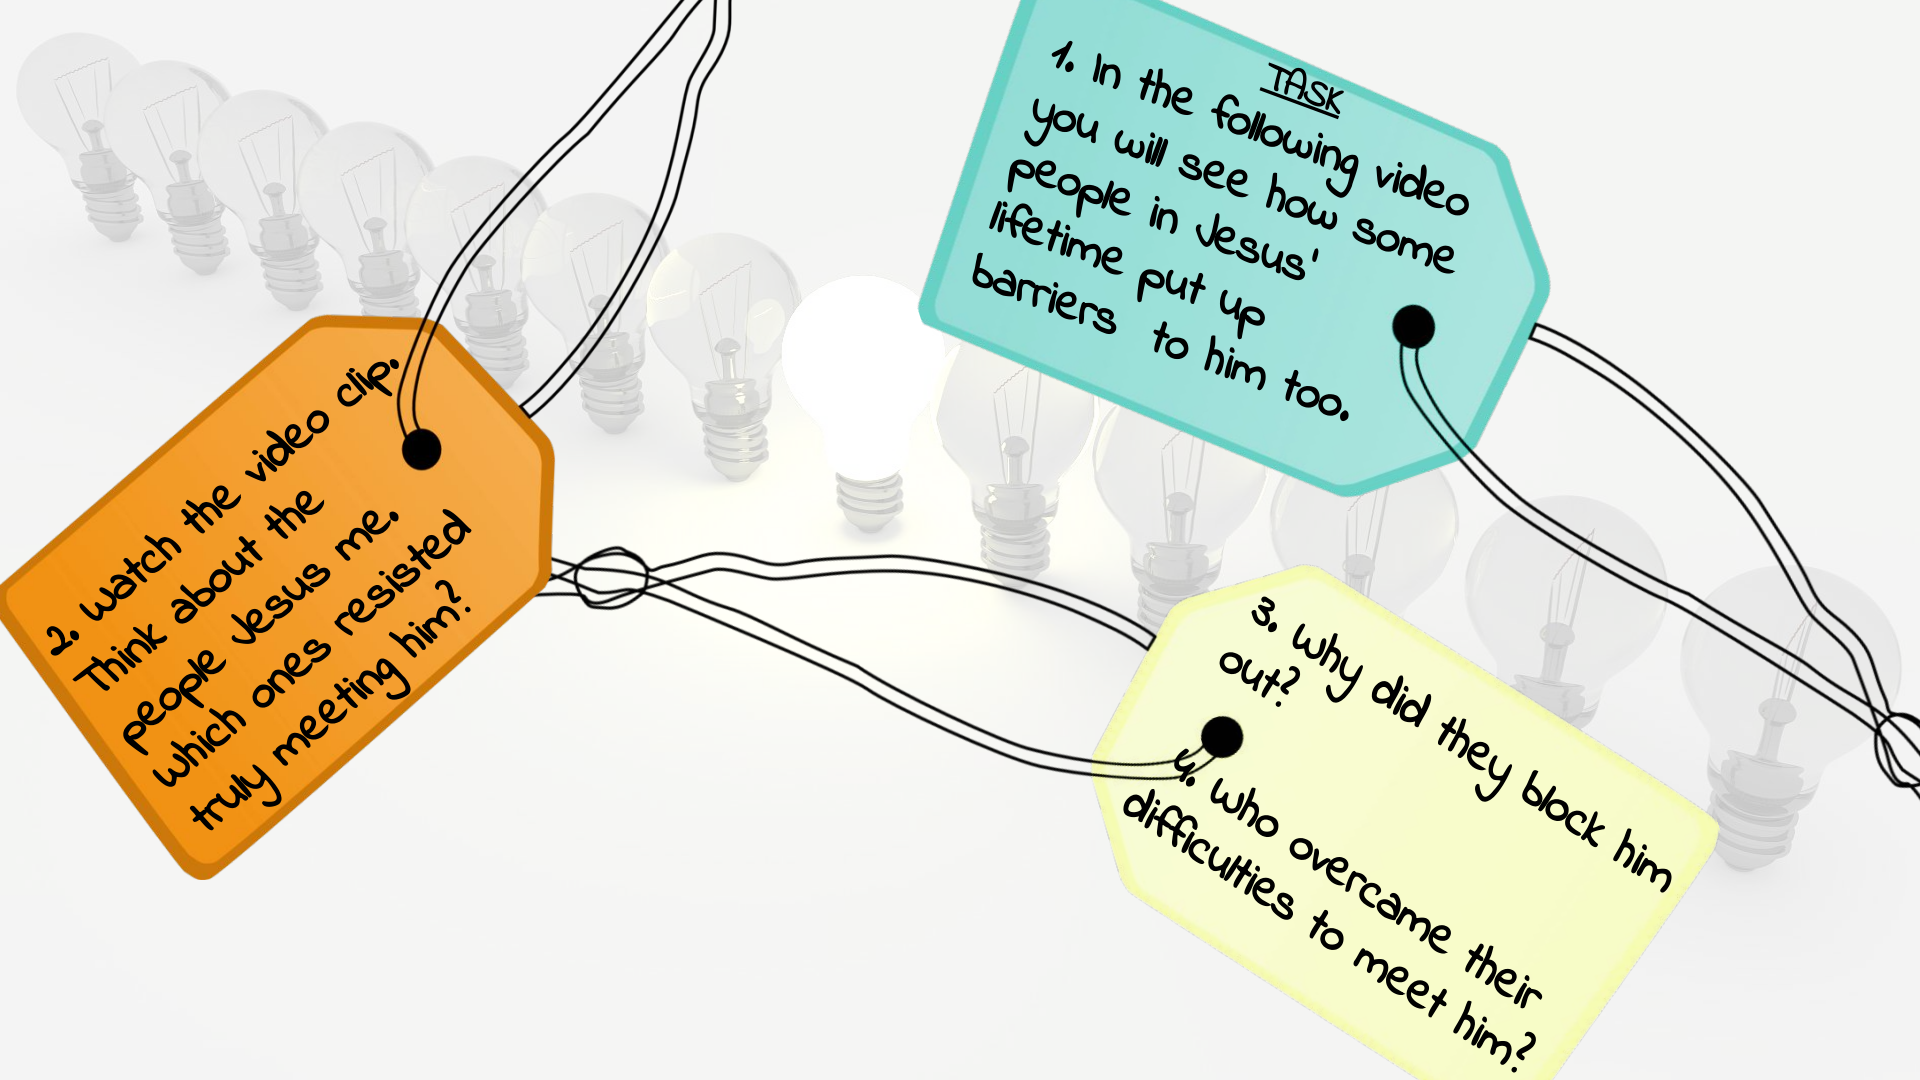 TASK
1. In the following video
you will see how some
people in Jesus'
lifetime put up
barriers to him too.
2. Watch the video clip.
Think about the
people Jesus me.
Which ones resisted
truly meeting him?
3. Why did they block him
out?
4. Who overcame their
difficulties to meet him?